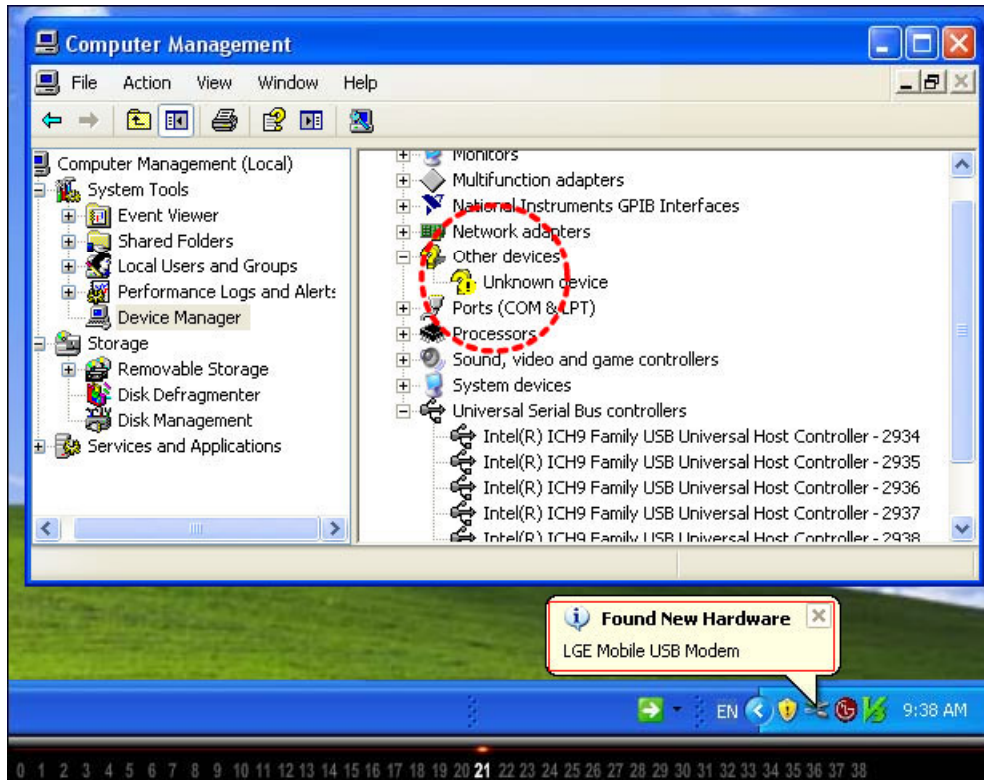 Computer Management
File Action View Window Help
Computer Management (Local)
System Tools
Event Viewer
Shared Folders
Local Users and Groups
Performance Logs and Alerts
Device Manager
Storage
Removable Storage
Disk Defragmenter
Disk Management
Services and Applications
Monitors
Multifunction adapters
National Instruments GPIB Interfaces
Network adapters
Other devices
Unknown device
Ports (COM & LPT)
Processors
Sound, video and game controllers
System devices
Universal Serial Bus controllers
Intel(R) ICH9 Family USB Universal Host Controller - 2934
Intel(R) ICH9 Family USB Universal Host Controller - 2935
Intel(R) ICH9 Family USB Universal Host Controller - 2936
Intel(R) ICH9 Family USB Universal Host Controller - 2937
Intel(R) ICH9 Family USB Universal Host Controller - 2938
Found New Hardware
LGE Mobile USB Modem
EN 9:38 AM
0 1 2 3 4 5 6 7 8 9 10 11 12 13 14 15 16 17 18 19 20 21 22 23 24 25 26 27 28 29 30 31 32 33 34 35 36 37 38